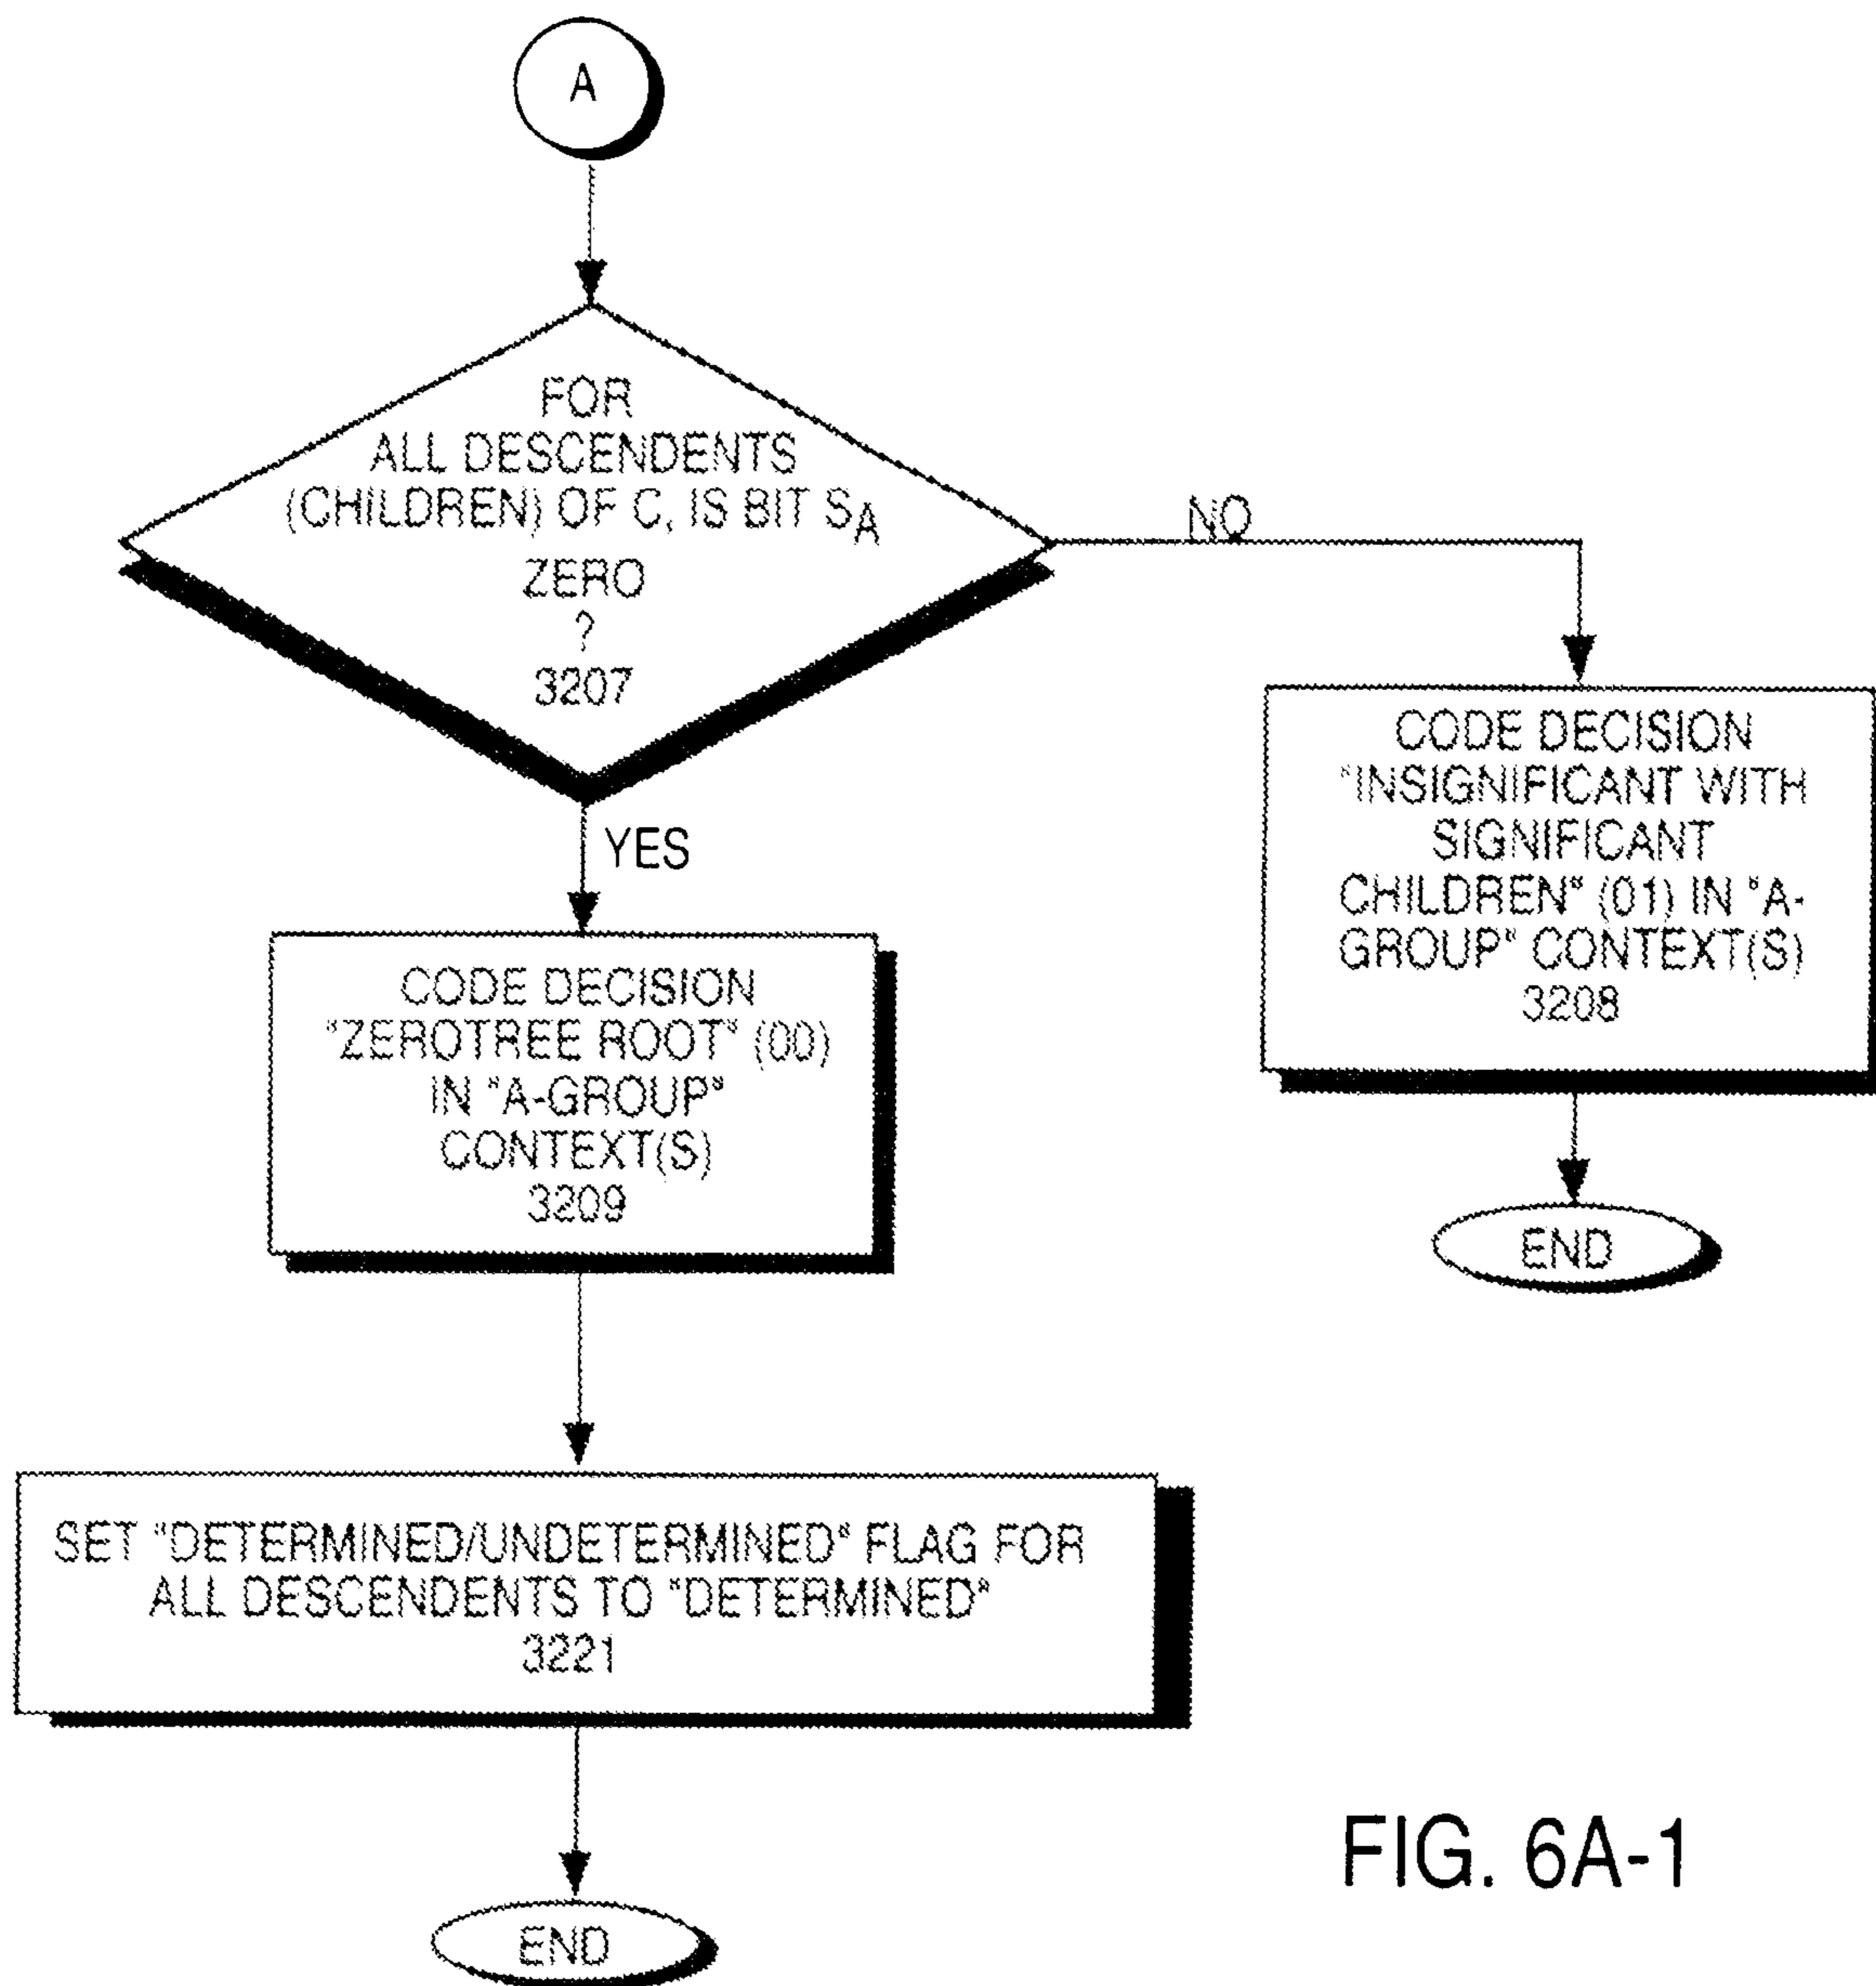 A
FOR
ALL DESCENDENTS
(CHILDREN) OF C, IS BIT SA
ZERO
?
3207
NO
YES
CODE DECISION
"INSIGNIFICANT WITH
SIGNIFICANT
CHILDREN" (01) IN "A-
GROUP" CONTEXT(S)
3208
END
CODE DECISION
"ZEROTREE ROOT" (00)
IN "A-GROUP"
CONTEXT(S)
3209
SET "DETERMINED/UNDETERMINED" FLAG FOR
ALL DESCENDENTS TO "DETERMINED"
3221
END
FIG. 6A-1